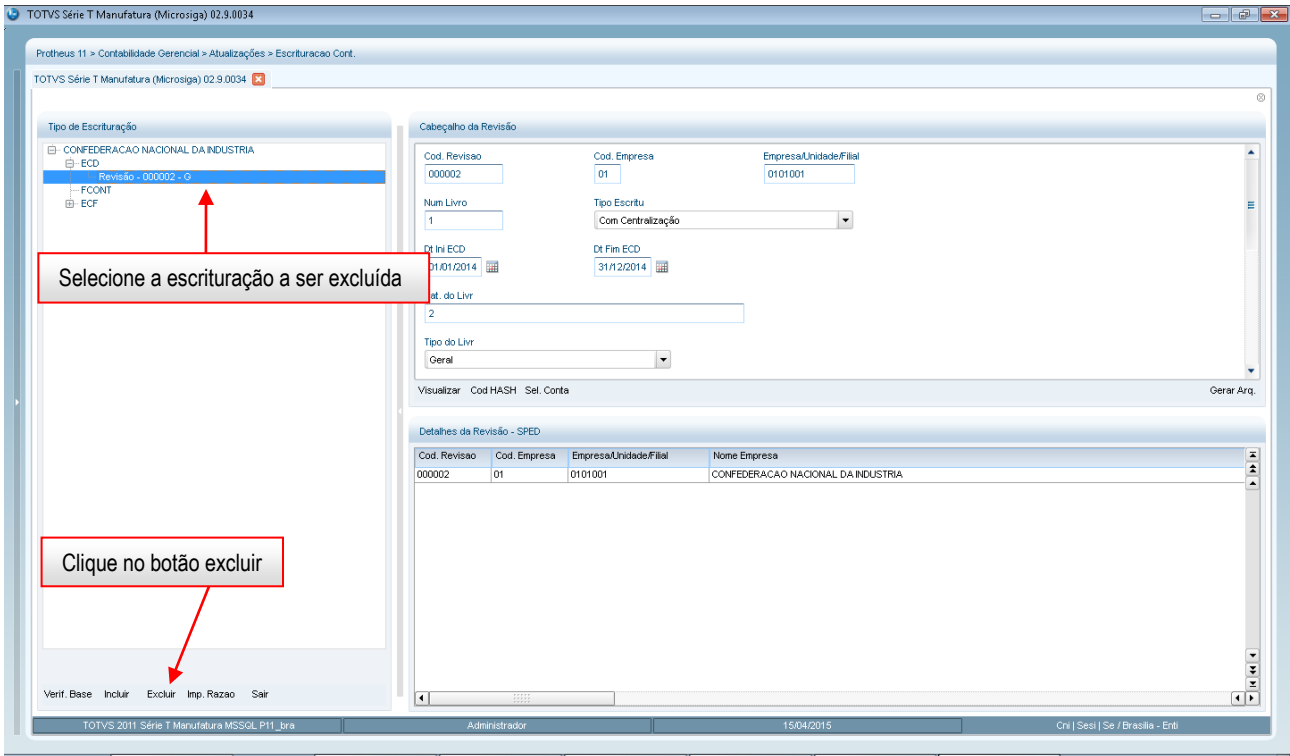 TOTVS Série T Manufatura (Microsiga) 02.9.0034
Protheus 11 > Contabilidade Gerencial > Atualizações > Escrituracao Cont.
TOTVS Série T Manufatura (Microsiga) 02.9.0034
Tipo de Escrituração
CONFEDERACAO NACIONAL DA INDUSTRIA
ECD
Revisão - 000002 - G
FCONT
ECF
Selecione a escrituração a ser excluída
Clique no botão excluir
Verif. Base Incluir Excluir Imp. Razao Sair
Cabeçalho da Revisão
Cod. Revisao Cod. Empresa Empresa/Unidade/Filial
000002 01 0101001
Num Livro Tipo Escritu
1 Com Centralização
Dt Ini ECD Dt Fim ECD
01/01/2014 31/12/2014
at. do Livr
2
Tipo do Livr
Geral
Visualizar Cod HASH Sel. Conta Gerar Arq.
Detalhes da Revisão - SPED
Cod. Revisao Cod. Empresa Empresa/Unidade/Filial Nome Empresa
000002 01 0101001 CONFEDERACAO NACIONAL DA INDUSTRIA
TOTVS 2011 Série T Manufatura MSSGL P11_bra Administrador 15/04/2015 Cni | Sesi | Se / Brasilia - Enti